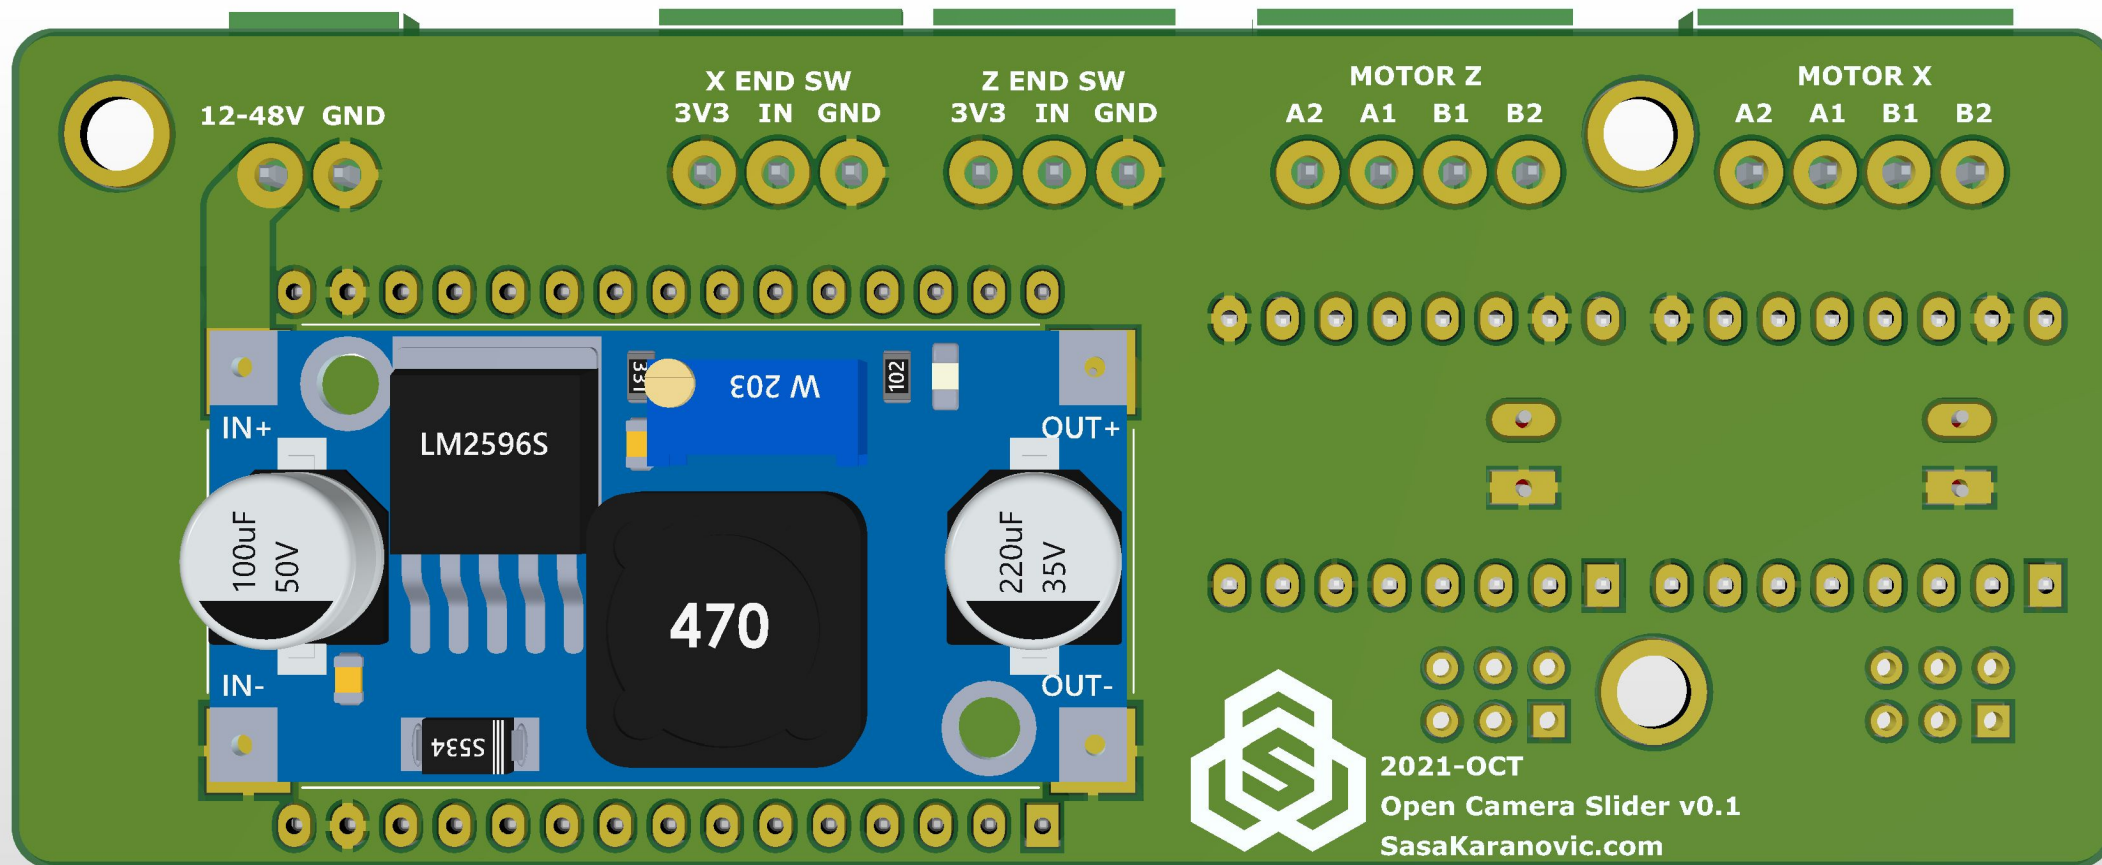 X END SW
Z END SW
MOTOR Z
MOTOR X
12-48V GND
3V3 IN GND
3V3 IN GND
A2 A1 B1 B2
A2 A1 B1 B2
331
W 203
102
IN+
LM2596S
OUT+
100uF
50V
220uF
35V
470
IN-
OUT-
S534
2021-OCT
Open Camera Slider v0.1
SasaKaranovic.com